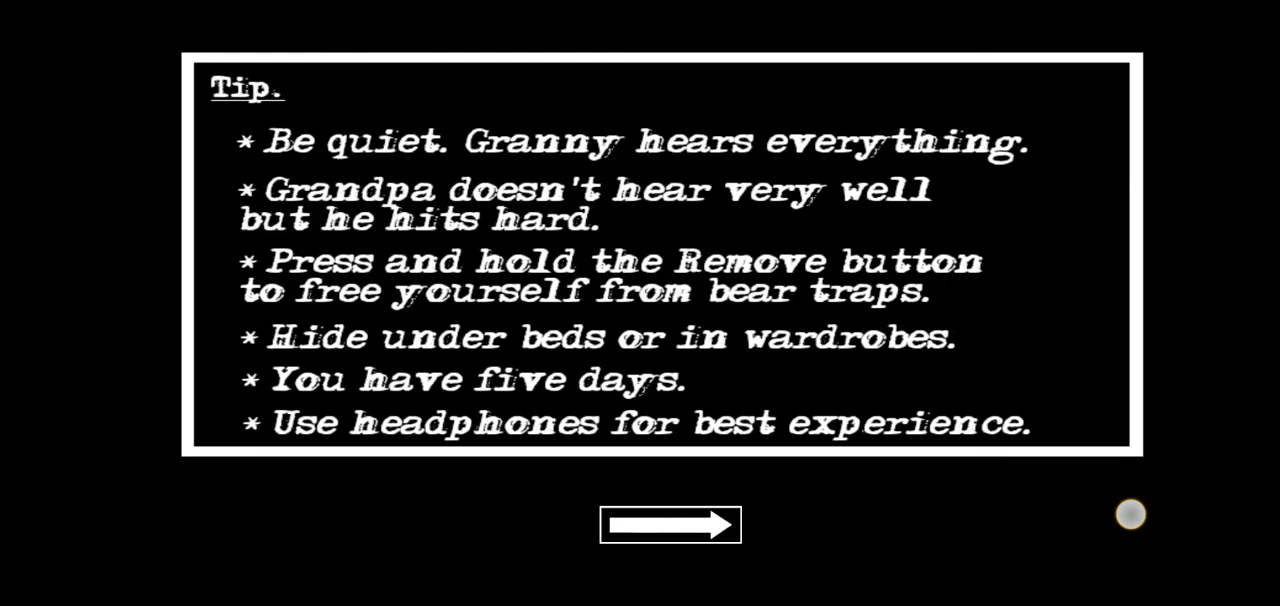 Tip.
* Be quiet. Granny hears everything.
* Grandpa doesn't hear very well
but he hits hard.
* Press and hold the Remove button
to free yourself from bear traps.
* Hide under beds or in wardrobes.
* You have five days.
* Use headphones for best experience.